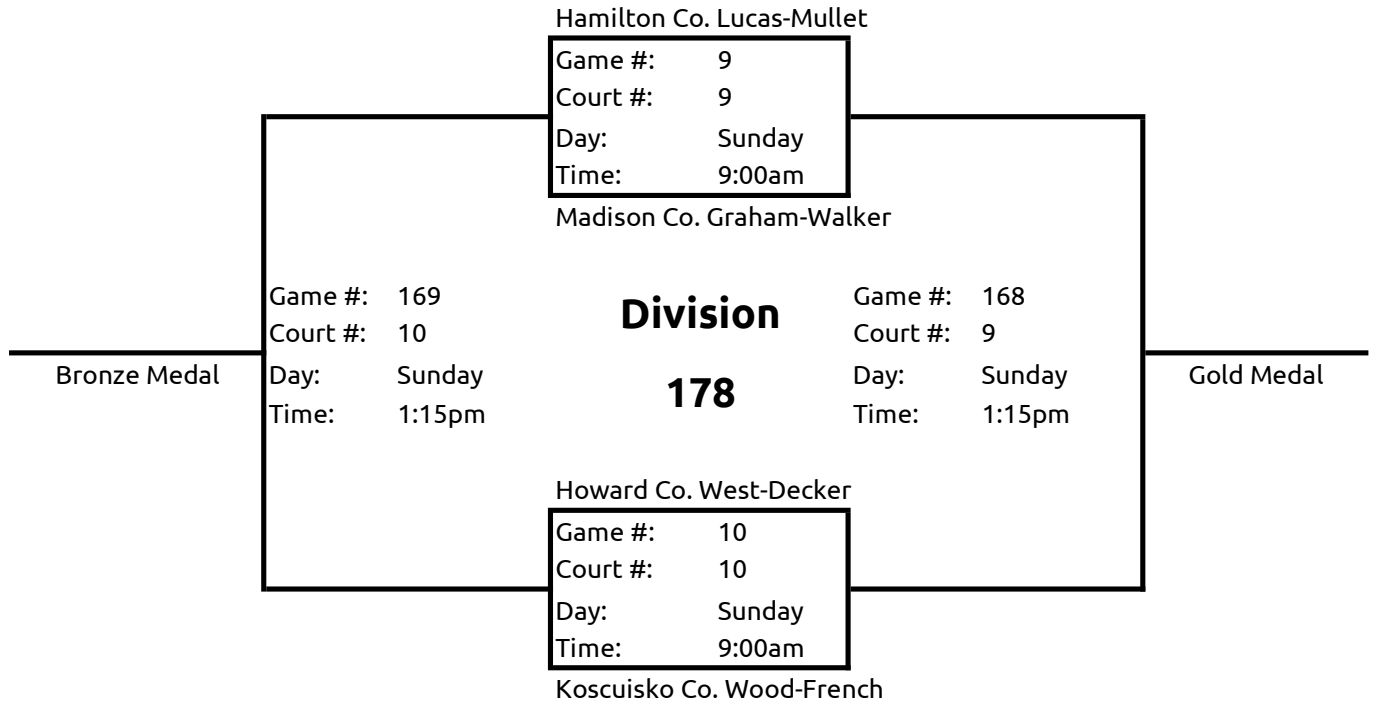 Hamilton Co. Lucas-Mullet
Game #: 9
Court #: 9
Day: Sunday
Time: 9:00am
Madison Co. Graham-Walker
Game #: 169
Court #: 10
Day: Sunday
Time: 1:15pm
Bronze Medal
Division
178
Game #: 168
Court #: 9
Day: Sunday
Time: 1:15pm
Gold Medal
Howard Co. West-Decker
Game #: 10
Court #: 10
Day: Sunday
Time: 9:00am
Koscuisko Co. Wood-French